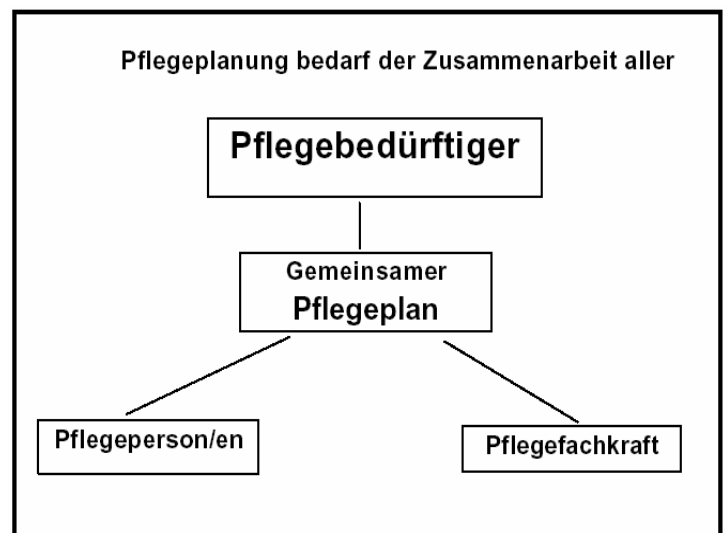 Pflegeplanung bedarf der Zusammenarbeit aller
Pflegebedürftiger
Gemeinsamer
Pflegeplan
Pflegeperson/en
Pflegefachkraft